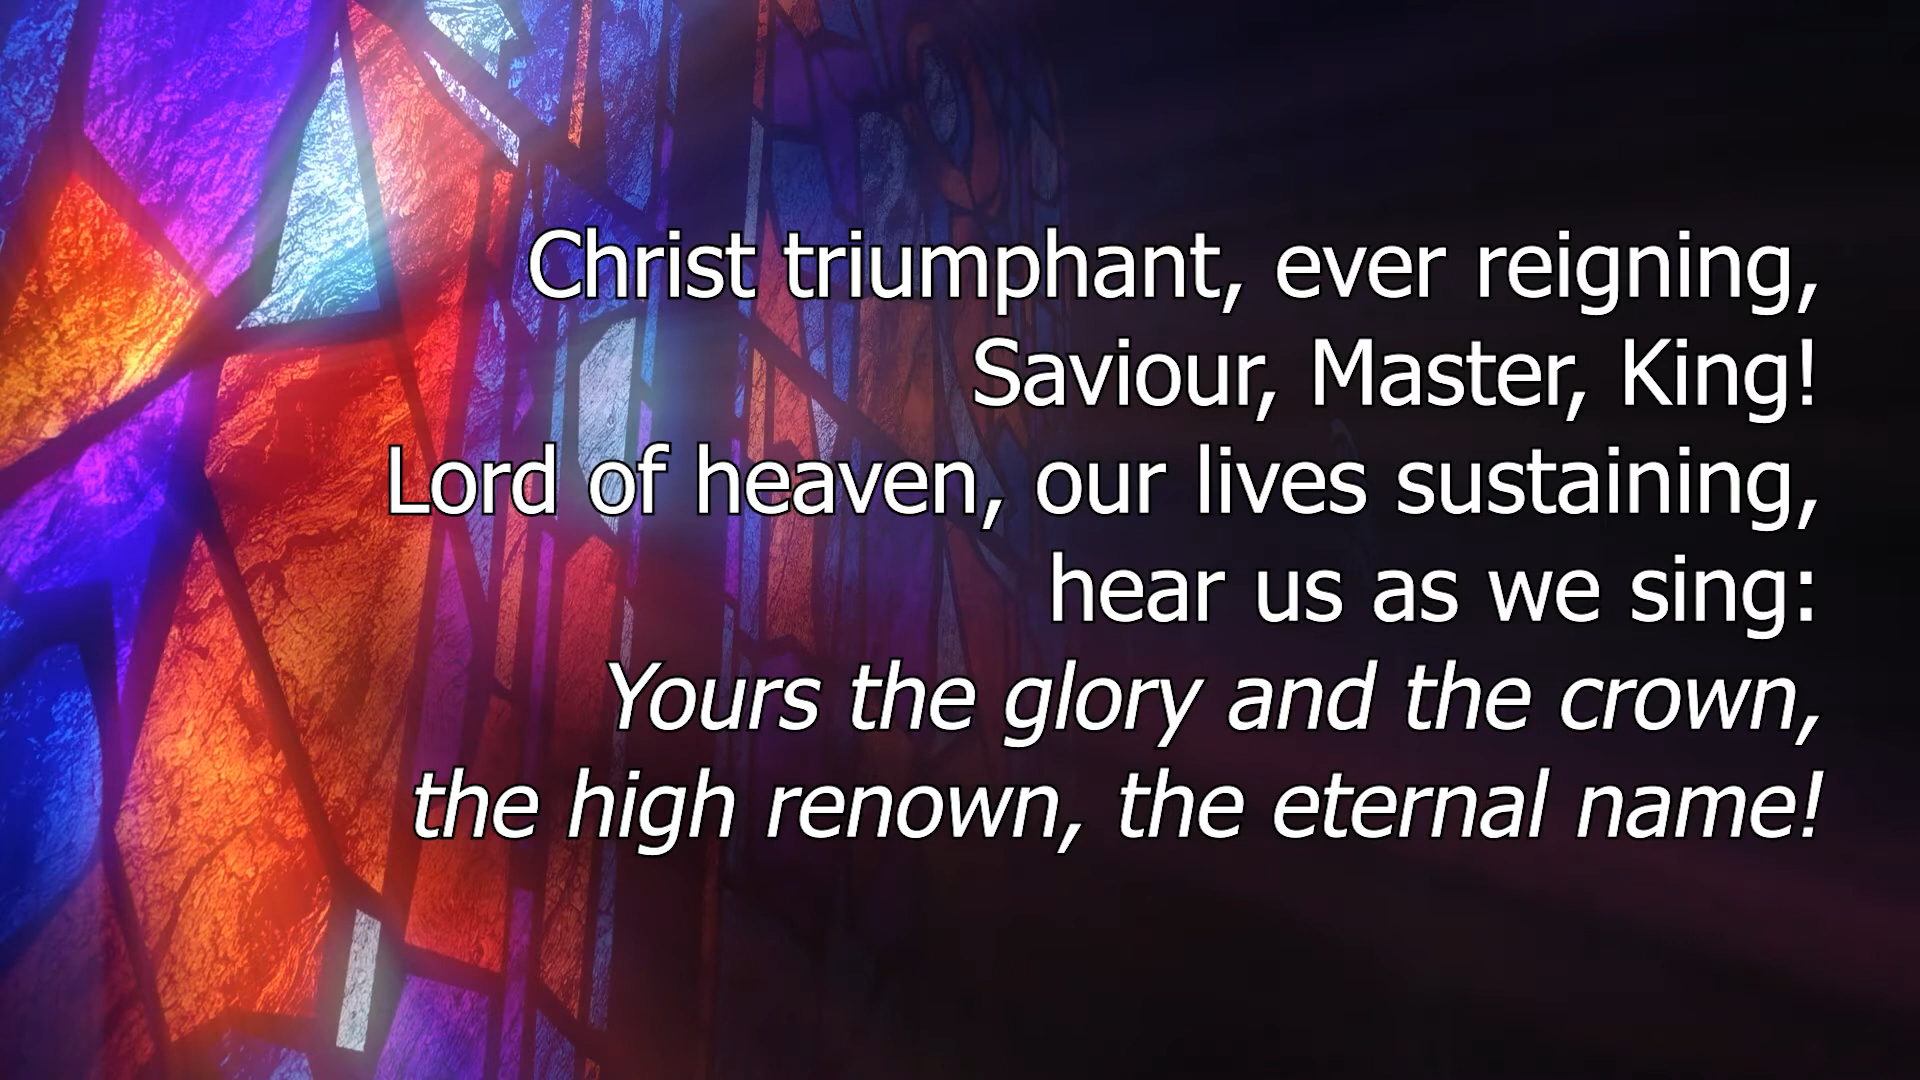 Christ triumphant, ever reigning,
Saviour, Master, King!
Lord of heaven, our lives sustaining,
hear us as we sing:
Yours the glory and the crown,
the high renown, the eternal name!